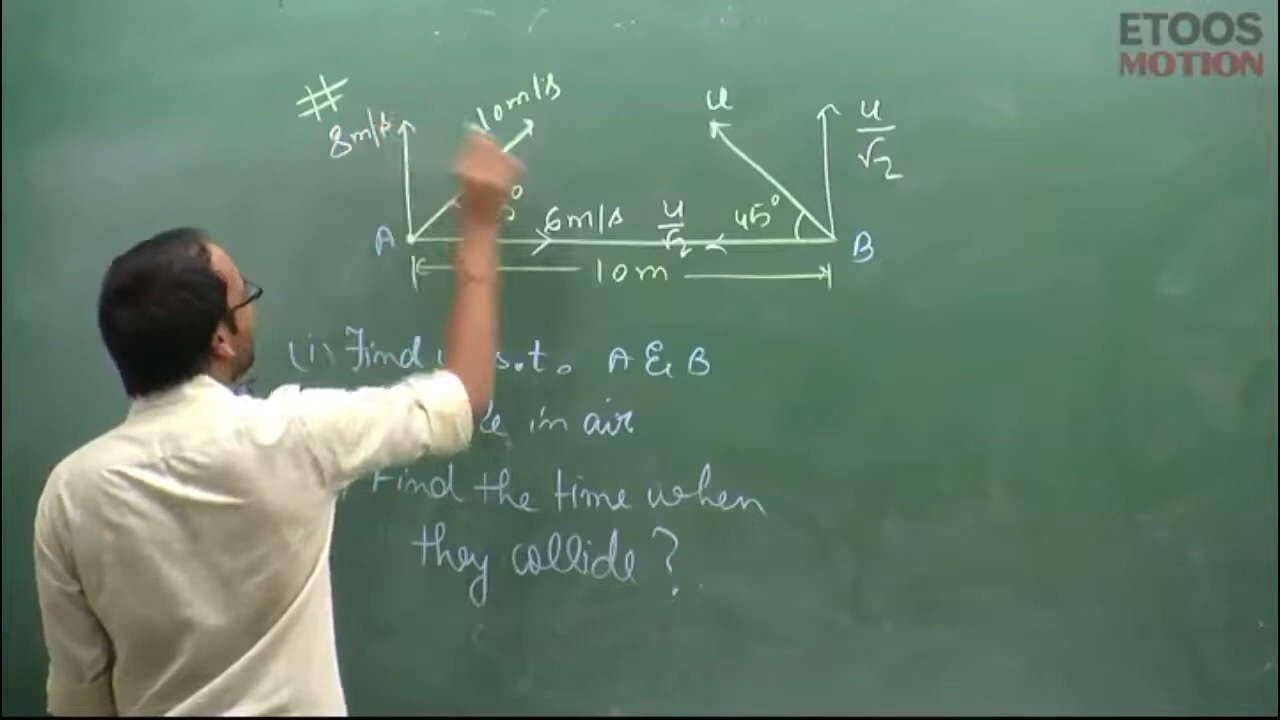 ETOOS
MOTION
#
8m/s
10m/s
u
u/√2
A
6m/s
u/√2
45°
B
10m
(i) Find s.t. A & B
in air
Find the time when
they collide?